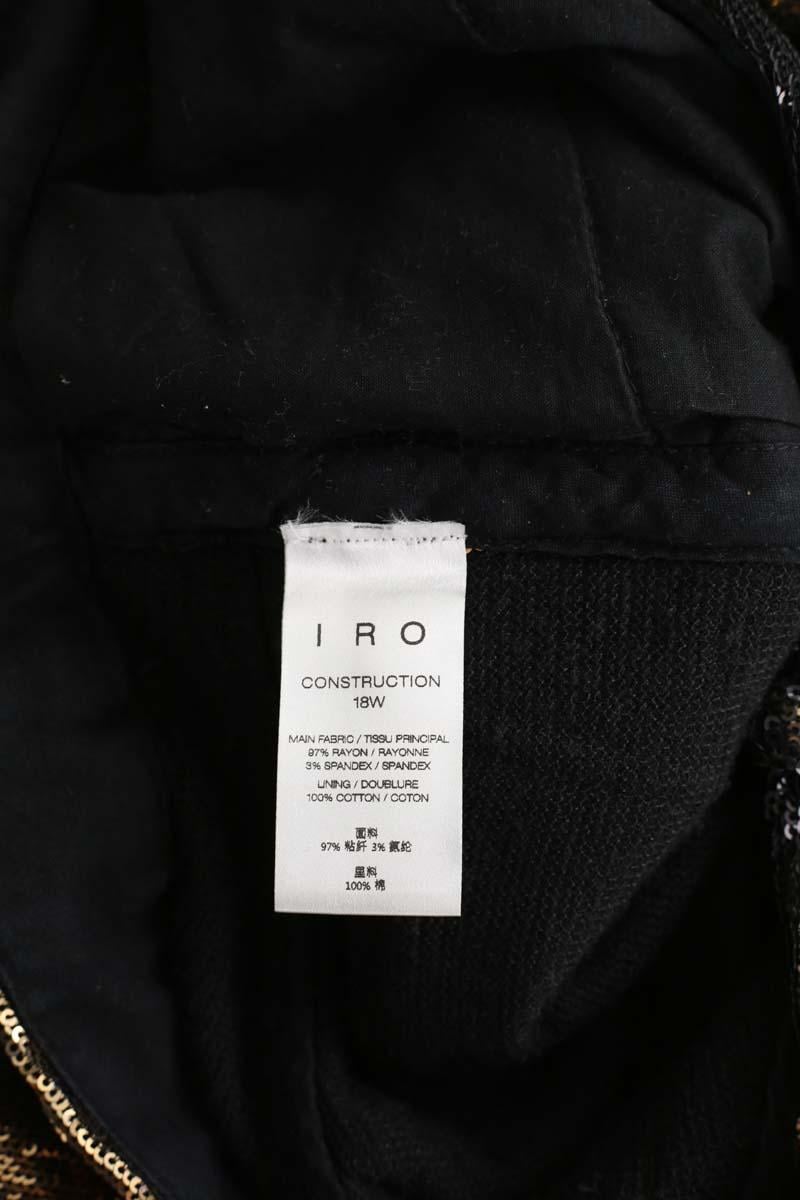 IRO
CONSTRUCTION
18W
MAIN FABRIC / TISSU PRINCIPAL
97% RAYON / RAYONNE
3% SPANDEX / SPANDEX
LINING / DOUBLURE
100% COTTON / COTON
面料
97% 粘纤 3% 氨纶
里料
100% 棉